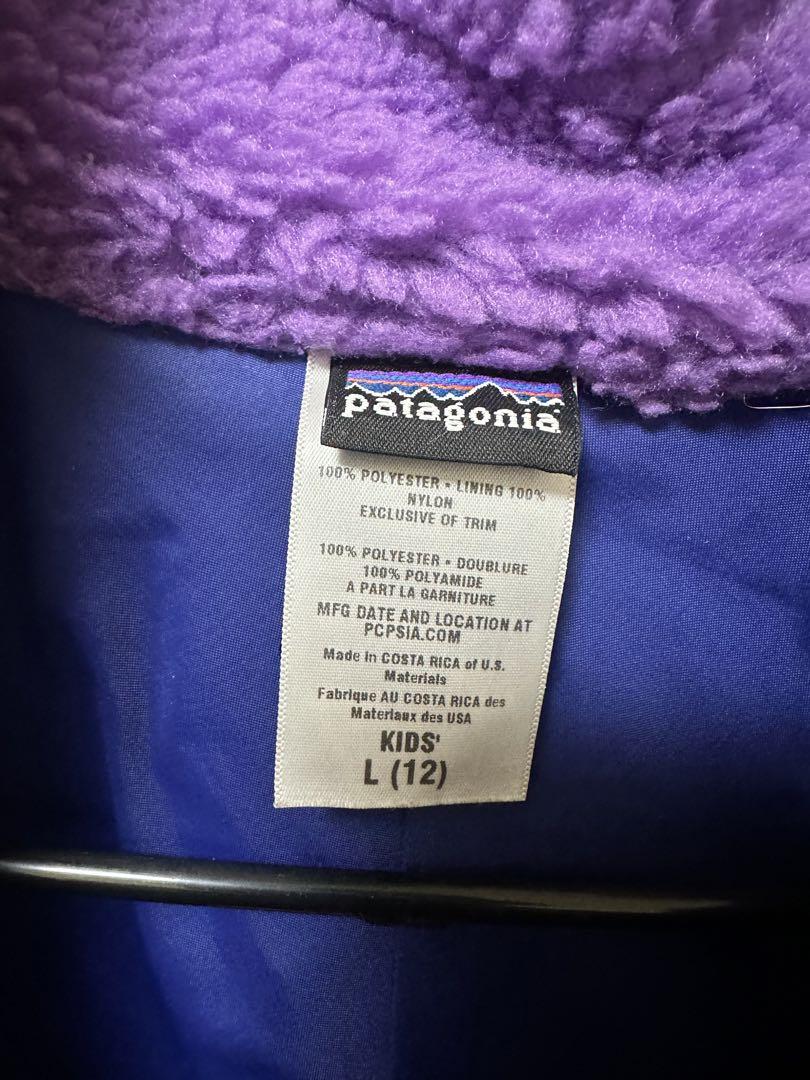 patagonia
100% POLYESTER • LINING 100%
NYLON
EXCLUSIVE OF TRIM
100% POLYESTER • DOUBLURE
100% POLYAMIDE
A PART LA GARNITURE
MFG DATE AND LOCATION AT
PCPSIA.COM
Made in COSTA RICA of U.S.
Materials
Fabrique AU COSTA RICA des
Materiaux des USA
KIDS'
L (12)